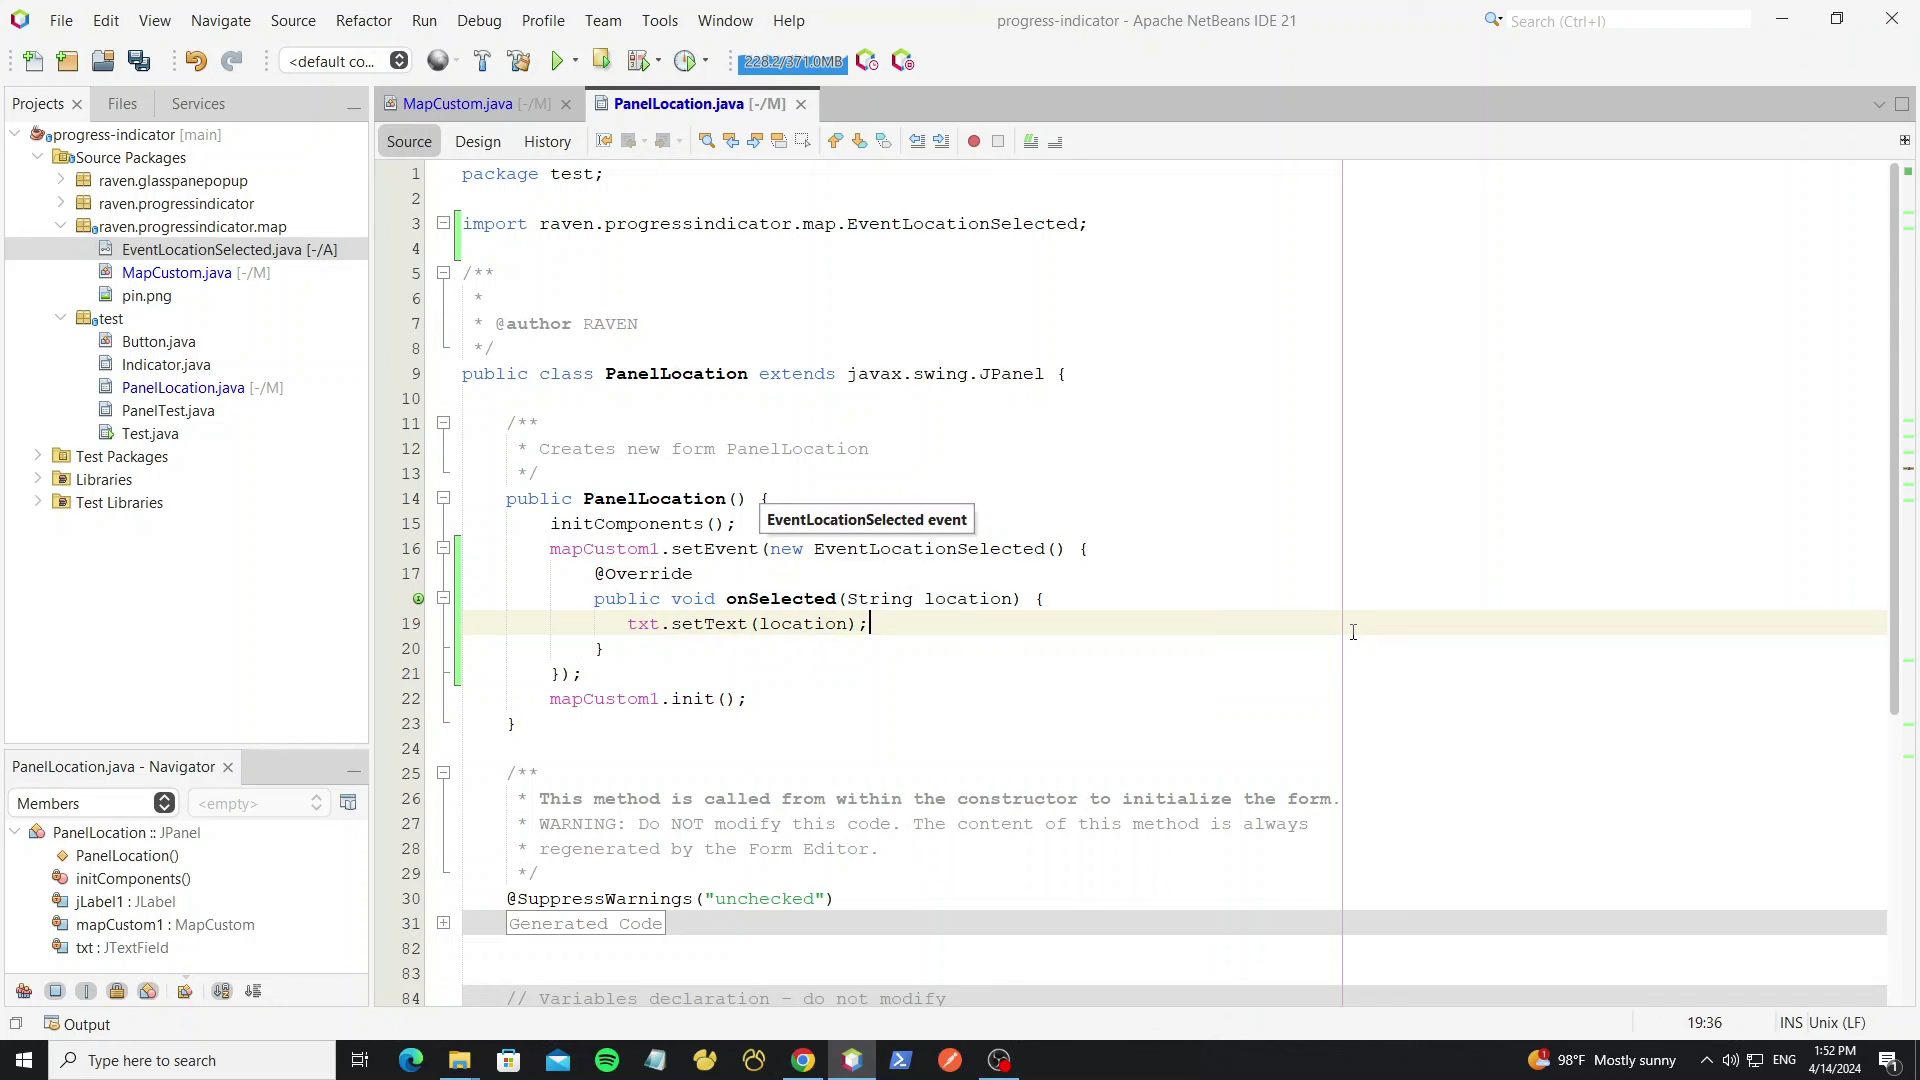 File Edit View Navigate Source Refactor Run Debug Profile Team Tools Window Help
progress-indicator - Apache NetBeans IDE 21
Search (Ctrl+I)
<default co...
228.2/371.0MB
Projects Files Services
progress-indicator [main]
Source Packages
raven.glasspanepopup
raven.progressindicator
raven.progressindicator.map
EventLocationSelected.java [-/A]
MapCustom.java [-/M]
pin.png
test
Button.java
Indicator.java
PanelLocation.java [-/M]
PanelTest.java
Test.java
Test Packages
Libraries
Test Libraries
PanelLocation.java - Navigator
Members <empty>
PanelLocation :: JPanel
PanelLocation()
initComponents()
jLabel1 : JLabel
mapCustom1 : MapCustom
txt : JTextField
MapCustom.java [-/M] PanelLocation.java [-/M]
Source Design History
1 package test;
2
3 import raven.progressindicator.map.EventLocationSelected;
4
5 /**
6 *
7 * @author RAVEN
8 */
9 public class PanelLocation extends javax.swing.JPanel {
10
11 /**
12 * Creates new form PanelLocation
13 */
14 public PanelLocation() {
EventLocationSelected event
15 initComponents();
16 mapCustom1.setEvent(new EventLocationSelected() {
17 @Override
public void onSelected(String location) {
19 txt.setText(location);
20 }
21 });
22 mapCustom1.init();
23 }
24
25 /**
26 * This method is called from within the constructor to initialize the form.
27 * WARNING: Do NOT modify this code. The content of this method is always
28 * regenerated by the Form Editor.
29 */
30 @SuppressWarnings("unchecked")
31 Generated Code
82
83
84 // Variables declaration - do not modify
Output
19:36 INS Unix (LF)
Type here to search
98°F Mostly sunny
ENG
1:52 PM
4/14/2024
1